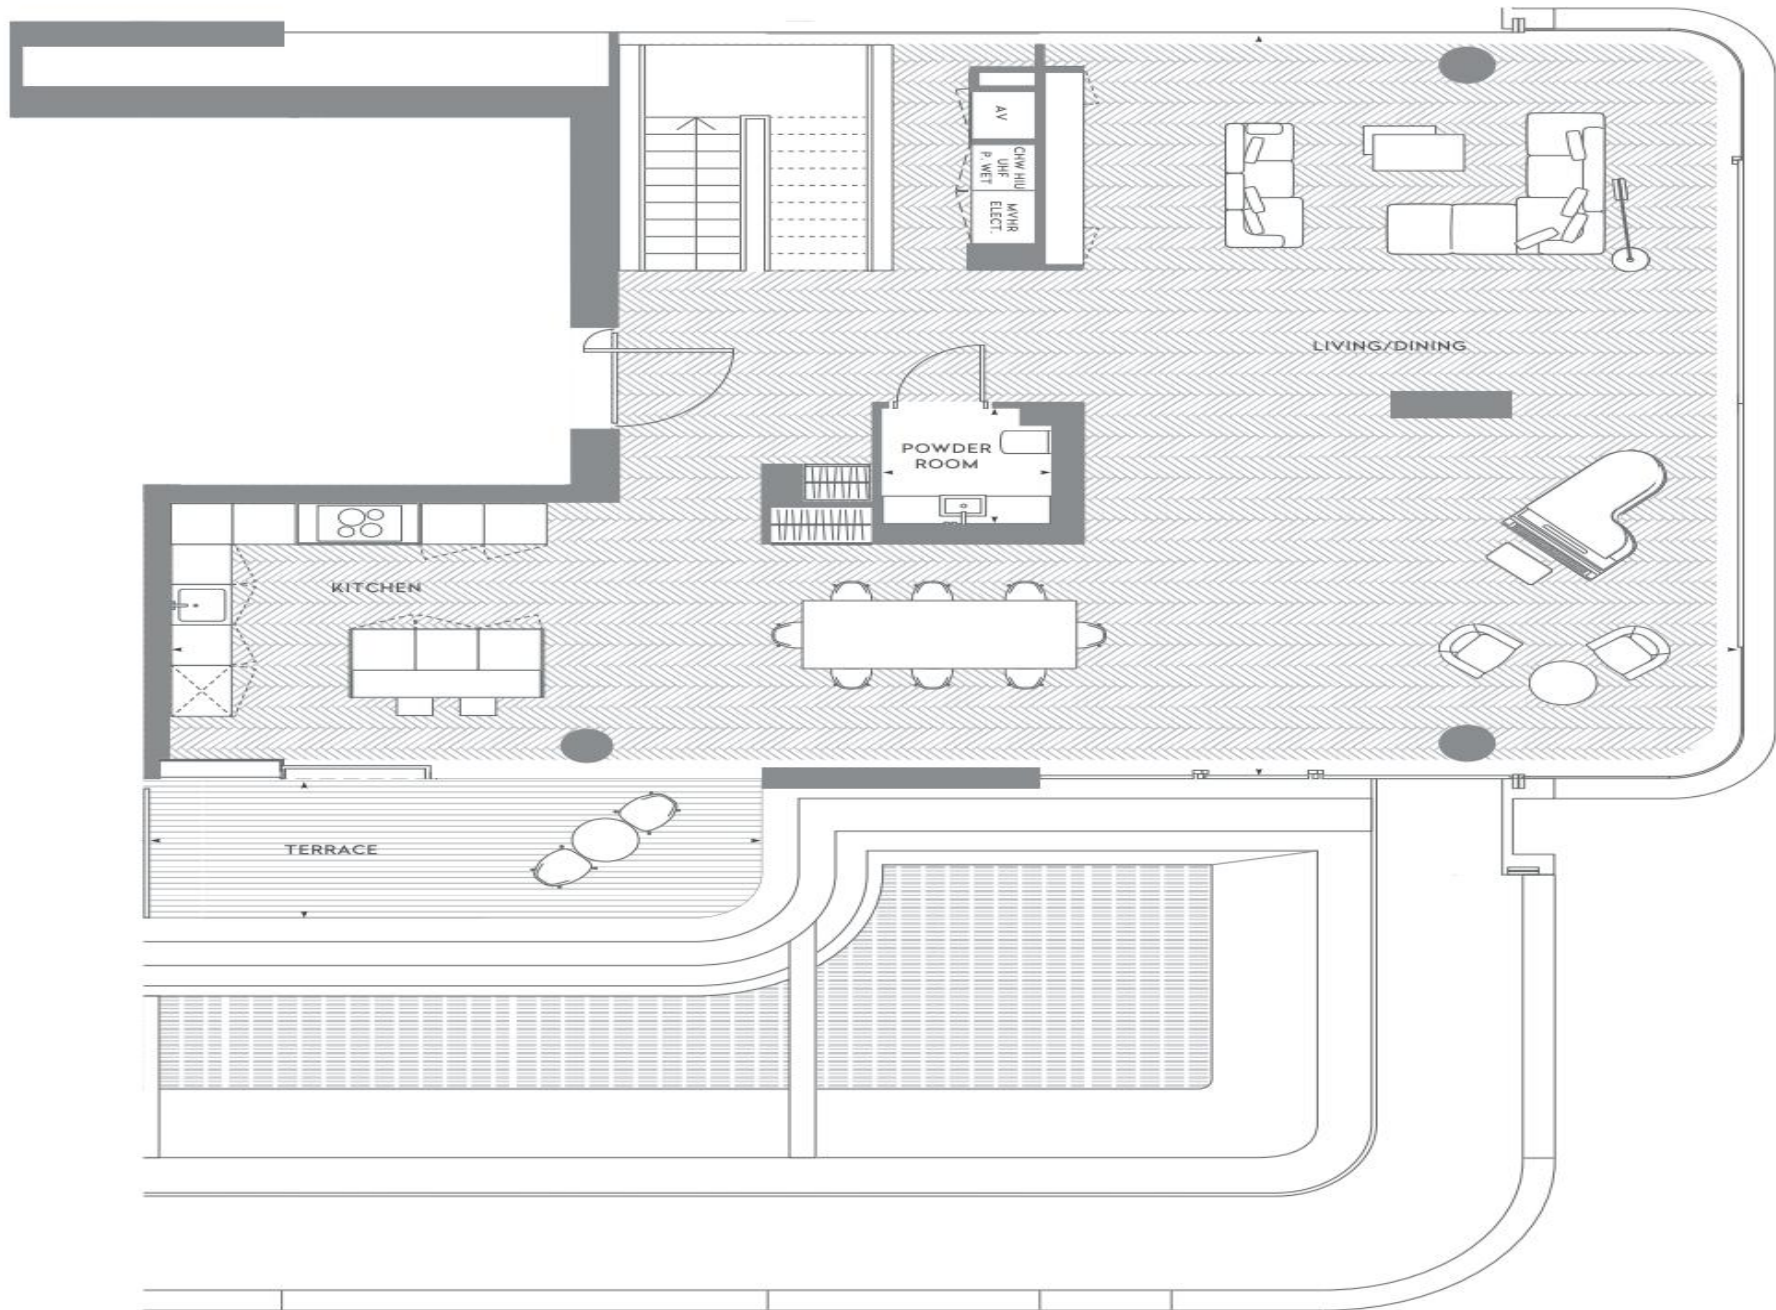 AV
CHW HIU
UHF
P. WET
MVHR
ELECT.
LIVING/DINING
POWDER
ROOM
KITCHEN
TERRACE